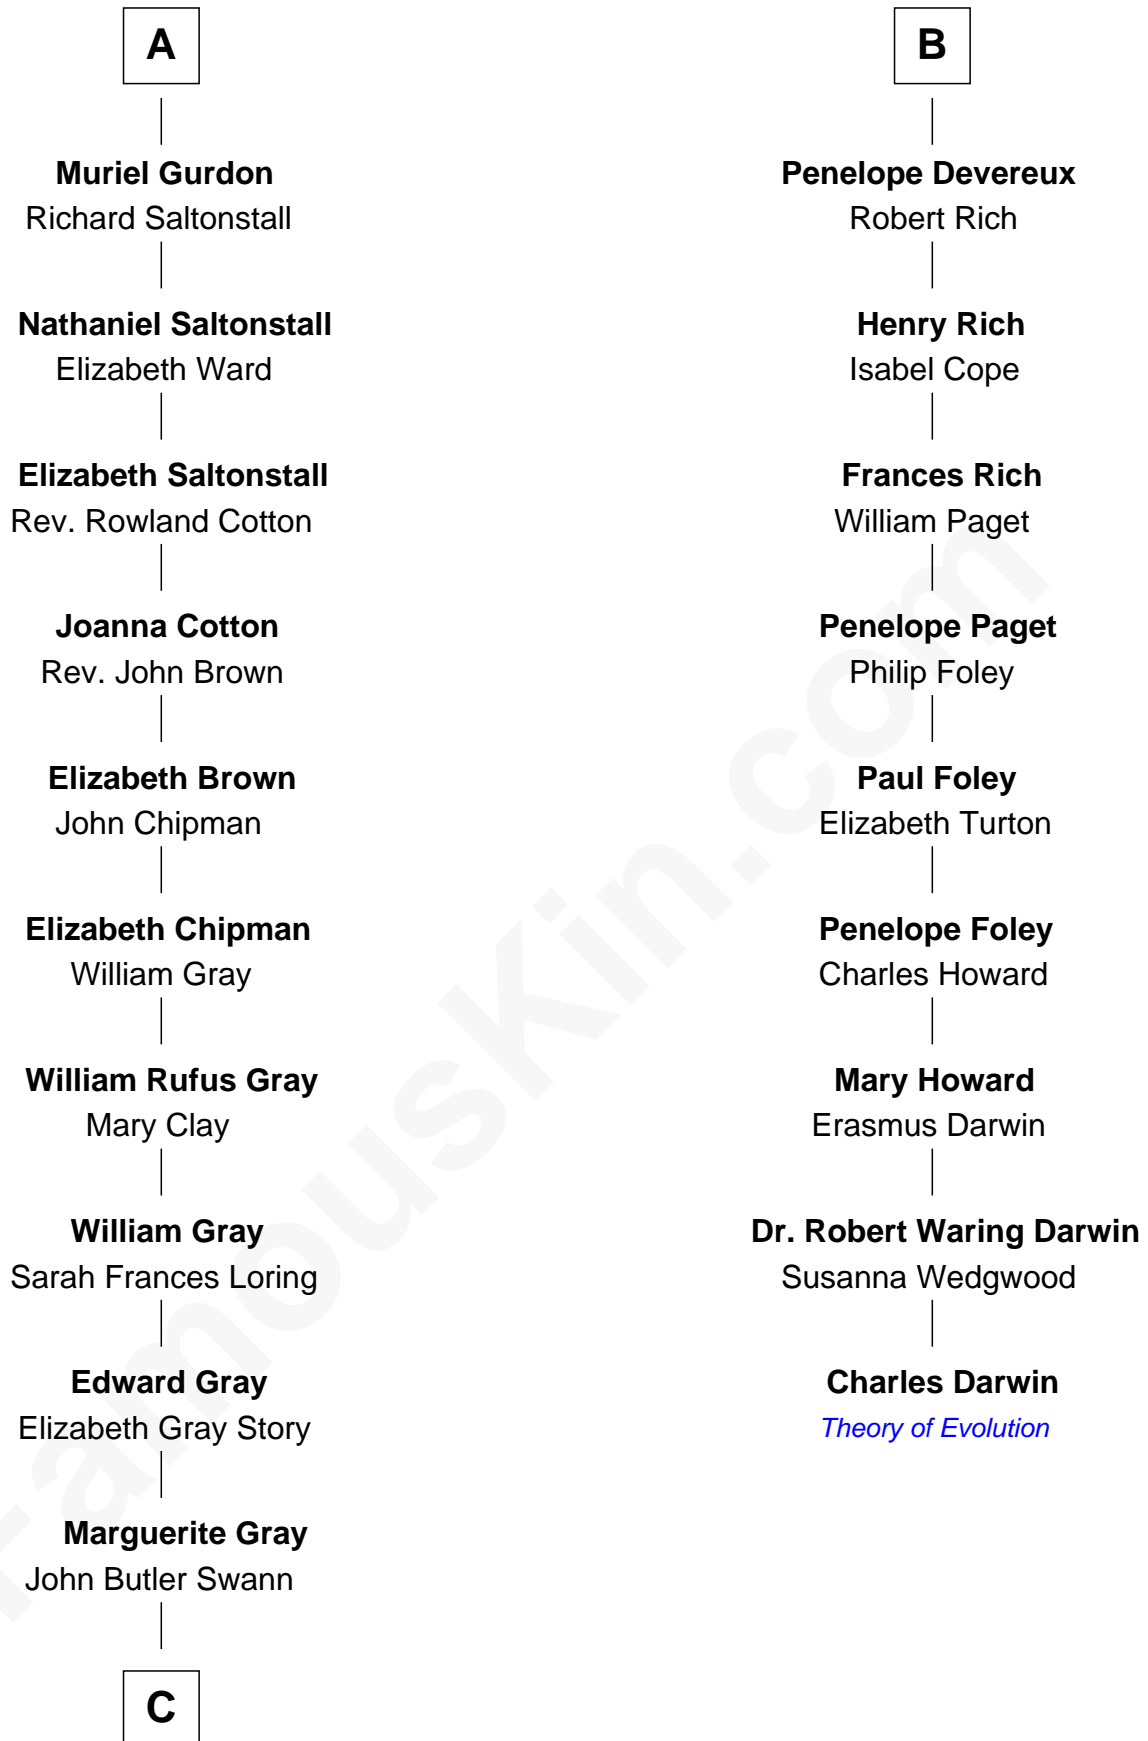 A
Muriel Gurdon
Richard Saltonstall
Nathaniel Saltonstall
Elizabeth Ward
Elizabeth Saltonstall
Rev. Rowland Cotton
Joanna Cotton
Rev. John Brown
Elizabeth Brown
John Chipman
Elizabeth Chipman
William Gray
William Rufus Gray
Mary Clay
William Gray
Sarah Frances Loring
Edward Gray
Elizabeth Gray Story
Marguerite Gray
John Butler Swann
C
B
Penelope Devereux
Robert Rich
Henry Rich
Isabel Cope
Frances Rich
William Paget
Penelope Paget
Philip Foley
Paul Foley
Elizabeth Turton
Penelope Foley
Charles Howard
Mary Howard
Erasmus Darwin
Dr. Robert Waring Darwin
Susanna Wedgwood
Charles Darwin
Theory of Evolution
FamousKin.com